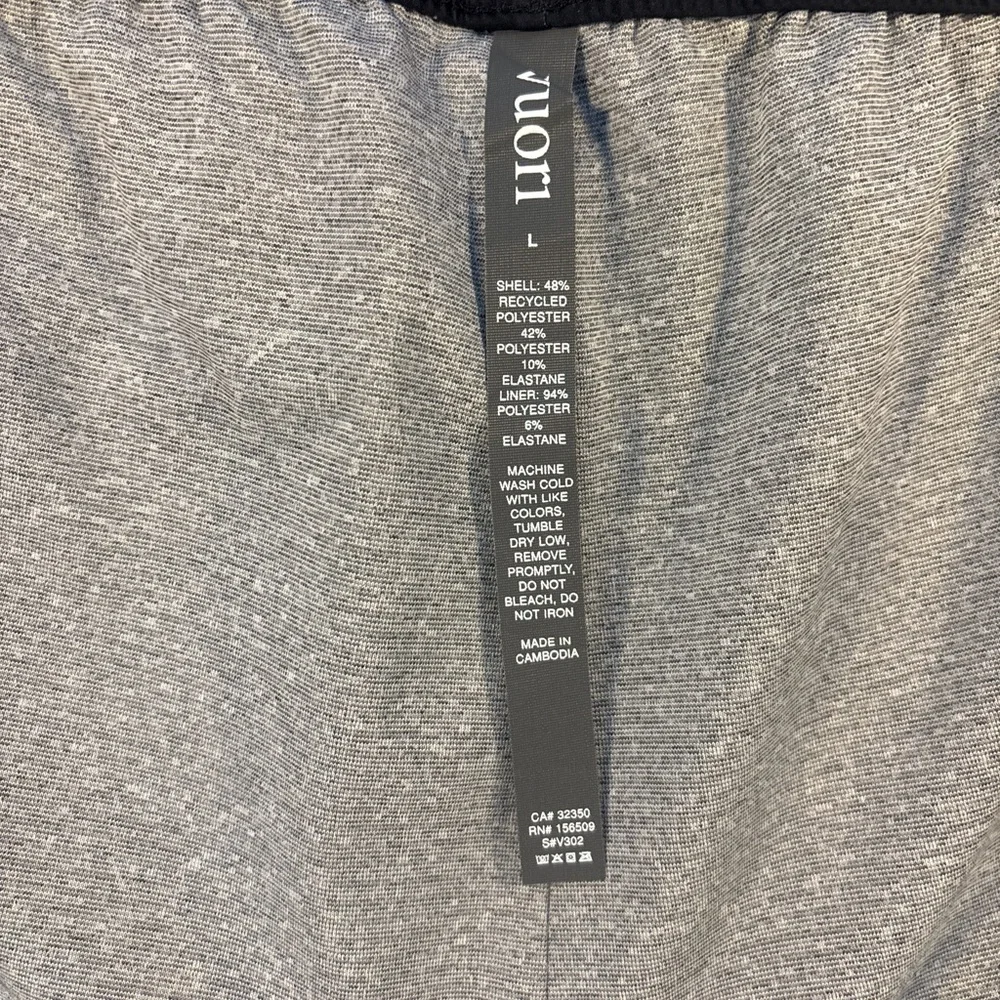 vuori
L
SHELL: 48%
RECYCLED
POLYESTER
42%
POLYESTER
10%
ELASTANE
LINER: 94%
POLYESTER
6%
ELASTANE
MACHINE
WASH COLD
WITH LIKE
COLORS,
TUMBLE
DRY LOW,
REMOVE
PROMPTLY,
DO NOT
BLEACH, DO
NOT IRON
MADE IN
CAMBODIA
CA# 32350
RN# 156509
S#V302